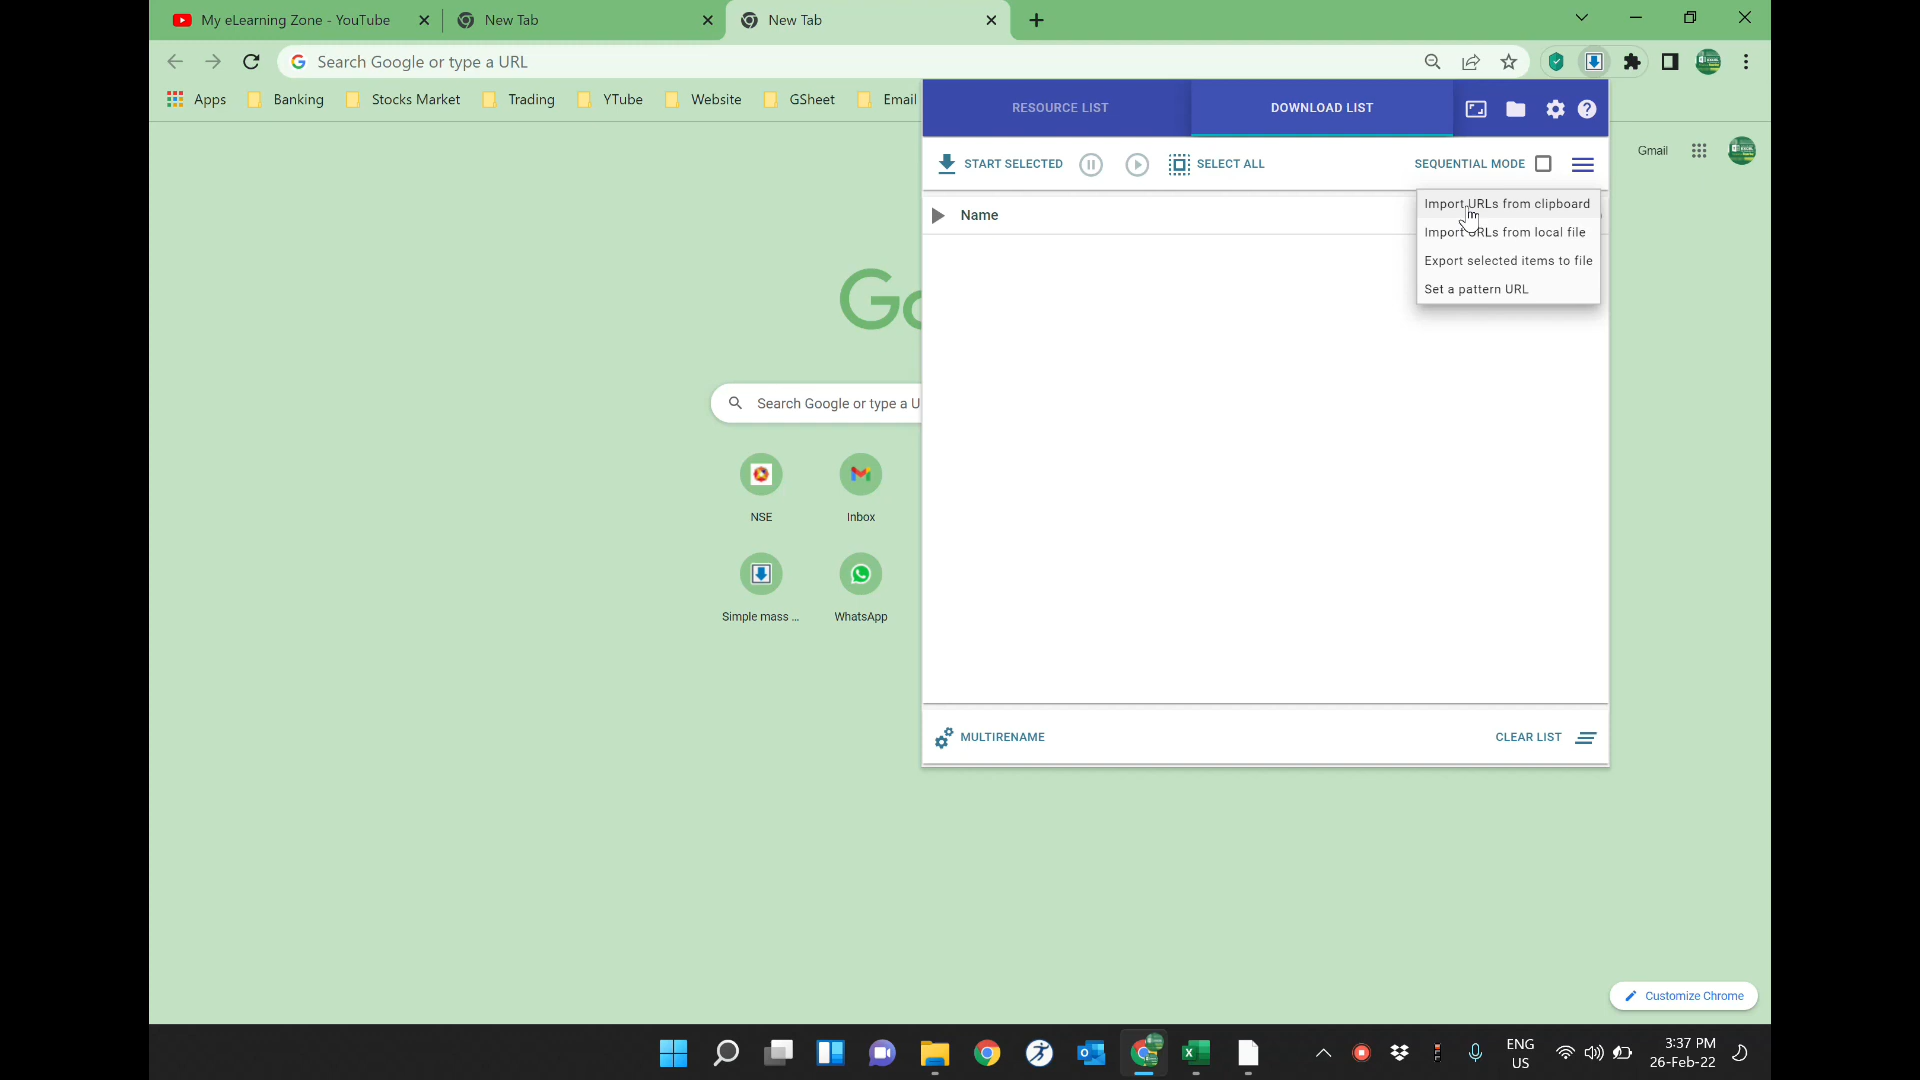 My eLearning Zone - YouTube
New Tab
New Tab
Search Google or type a URL
Apps
Banking
Stocks Market
Trading
YTube
Website
GSheet
Email
RESOURCE LIST
DOWNLOAD LIST
START SELECTED
SELECT ALL
SEQUENTIAL MODE
Name
Import URLs from clipboard
Import URLs from local file
Export selected items to file
Set a pattern URL
Gmail
Go
Search Google or type a U
NSE
Inbox
Simple mass ...
WhatsApp
MULTIRENAME
CLEAR LIST
Customize Chrome
ENG
US
3:37 PM
26-Feb-22